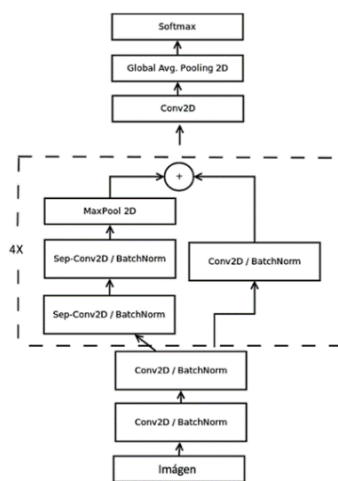 Softmax
Global Avg. Pooling 2D
Conv2D
+
MaxPool 2D
4X
Sep-Conv2D / BatchNorm
Conv2D / BatchNorm
Sep-Conv2D / BatchNorm
Conv2D / BatchNorm
Conv2D / BatchNorm
Imágen